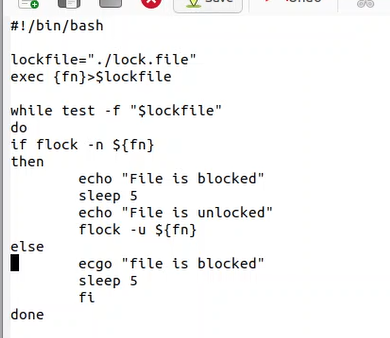 Save
Undo
#!/bin/bash
lockfile="./lock.file"
exec {fn}>$lockfile
while test -f "$lockfile"
do
if flock -n ${fn}
then
echo "File is blocked"
sleep 5
echo "File is unlocked"
flock -u ${fn}
else
ecgo "file is blocked"
sleep 5
fi
done